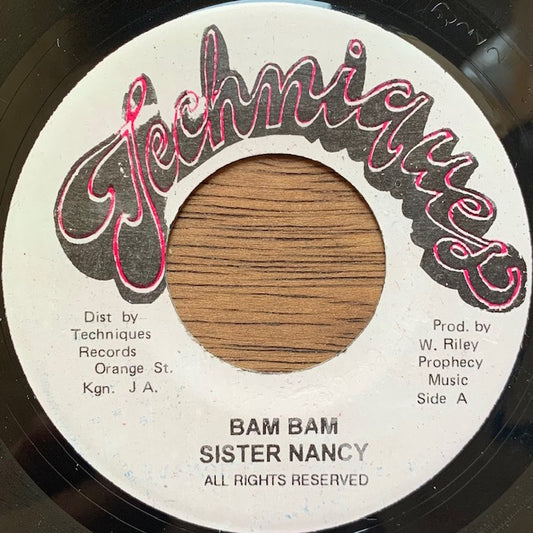 Techniques
Dist by
Techniques
Records
Orange St.
Kgn. J A.
Prod. by
W. Riley
Prophecy
Music
Side A
BAM BAM
SISTER NANCY
ALL RIGHTS RESERVED